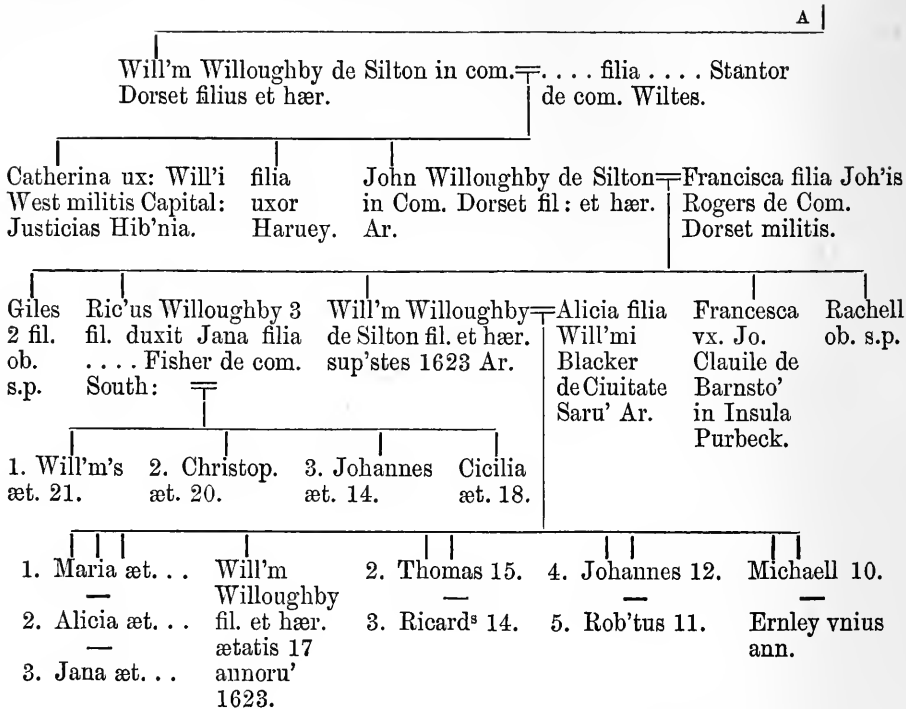 A
Will'm Willoughby de Silton in com.
Dorset filius et hær.
. . . . filia . . . . Stantor
de com. Wiltes.
Catherina ux: Will'i
West militis Capital:
Justicias Hib'nia.
filia
uxor
Haruey.
John Willoughby de Silton
in Com. Dorset fil: et hær.
Ar.
Francisca filia Joh'is
Rogers de Com.
Dorset militis.
Giles
2 fil.
ob.
s.p.
Ric'us Willoughby 3
fil. duxit Jana filia
. . . . Fisher de com.
South:
Will'm Willoughby
de Silton fil. et hær.
sup'stes 1623 Ar.
Alicia filia
Will'mi
Blacker
de Ciuitate
Saru' Ar.
Francesca
vx. Jo.
Clauile de
Barnsto'
in Insula
Purbeck.
Rachell
ob. s.p.
1. Will'm's
æt. 21.
2. Christop.
æt. 20.
3. Johannes
æt. 14.
Cicilia
æt. 18.
1. Maria æt. . .
2. Alicia æt. . .
3. Jana æt. . .
Will'm
Willoughby
fil. et hær.
ætatis 17
annoru'
1623.
2. Thomas 15.
3. Ricardˢ 14.
4. Johannes 12.
5. Rob'tus 11.
Michaell 10.
Ernley vnius
ann.